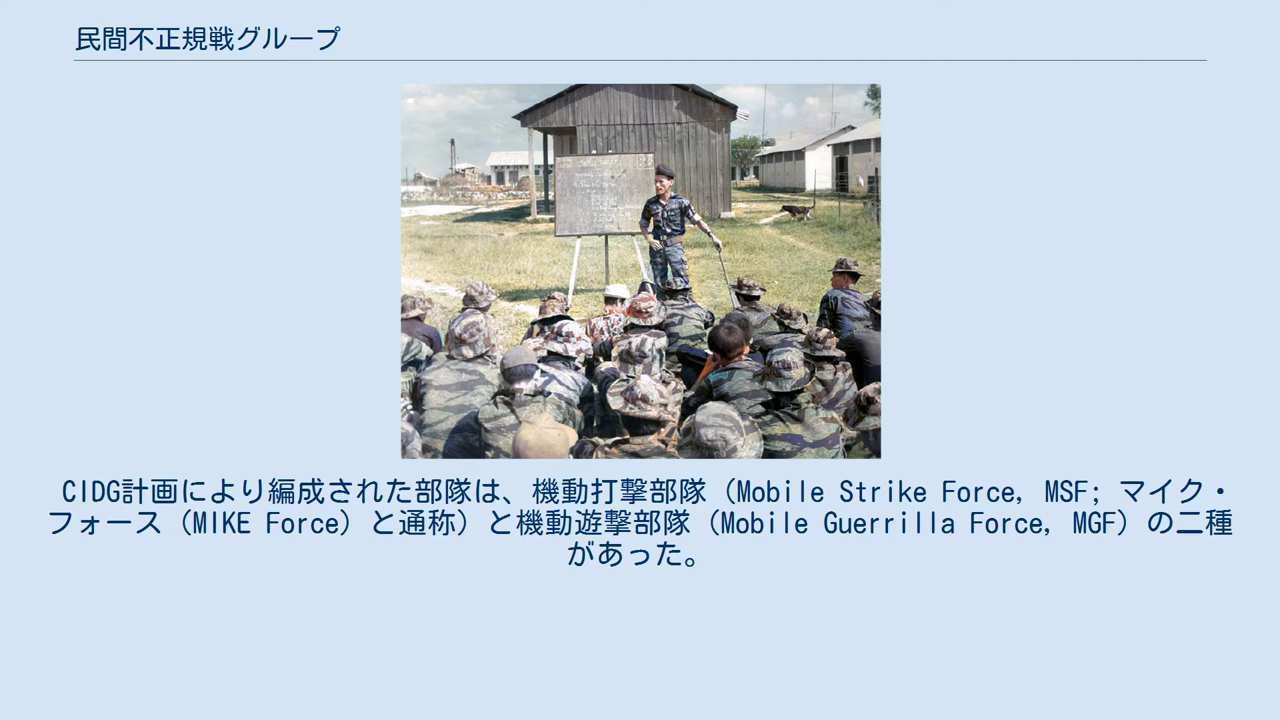 民間不正規戦グループ
CIDG計画により編成された部隊は、機動打撃部隊（Mobile Strike Force, MSF; マイク・
フォース（MIKE Force）と通称）と機動遊撃部隊（Mobile Guerrilla Force, MGF）の二種
があった。